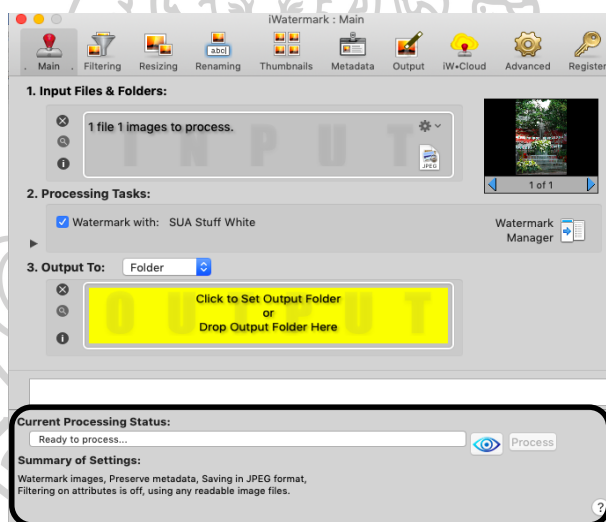 iWatermark : Main
Main Filtering Resizing Renaming Thumbnails Metadata Output iW•Cloud Advanced Register
abc|
1. Input Files & Folders:
1 file 1 images to process.
INPUT
JPEG
1 of 1
2. Processing Tasks:
Watermark with: SUA Stuff White
Watermark
Manager
3. Output To: Folder
OUTPUT
Click to Set Output Folder
or
Drop Output Folder Here
Current Processing Status:
Ready to process...
Process
Summary of Settings:
Watermark images, Preserve metadata, Saving in JPEG format,
Filtering on attributes is off, using any readable image files.
?